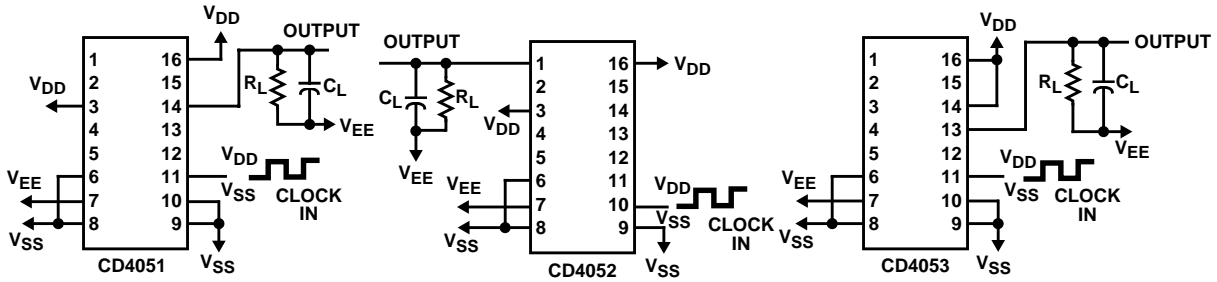 VDD
OUTPUT
1 16
2 15
VDD 3 14
RL CL
VEE
4 13
5 12
VEE 6 11 VDD VSS CLOCK IN
7 10
VSS 8 9
VSS
CD4051
OUTPUT
1 16 VDD
2 15
CL RL
VDD 3 14
VEE
4 13
5 12
VEE 6 11
7 10 VDD VSS CLOCK IN
VSS 8 9
VSS
CD4052
VDD
OUTPUT
1 16
2 15
3 14
RL CL
4 13
VEE
5 12
VEE 6 11 VDD VSS CLOCK IN
7 10
VSS 8 9
VSS
CD4053